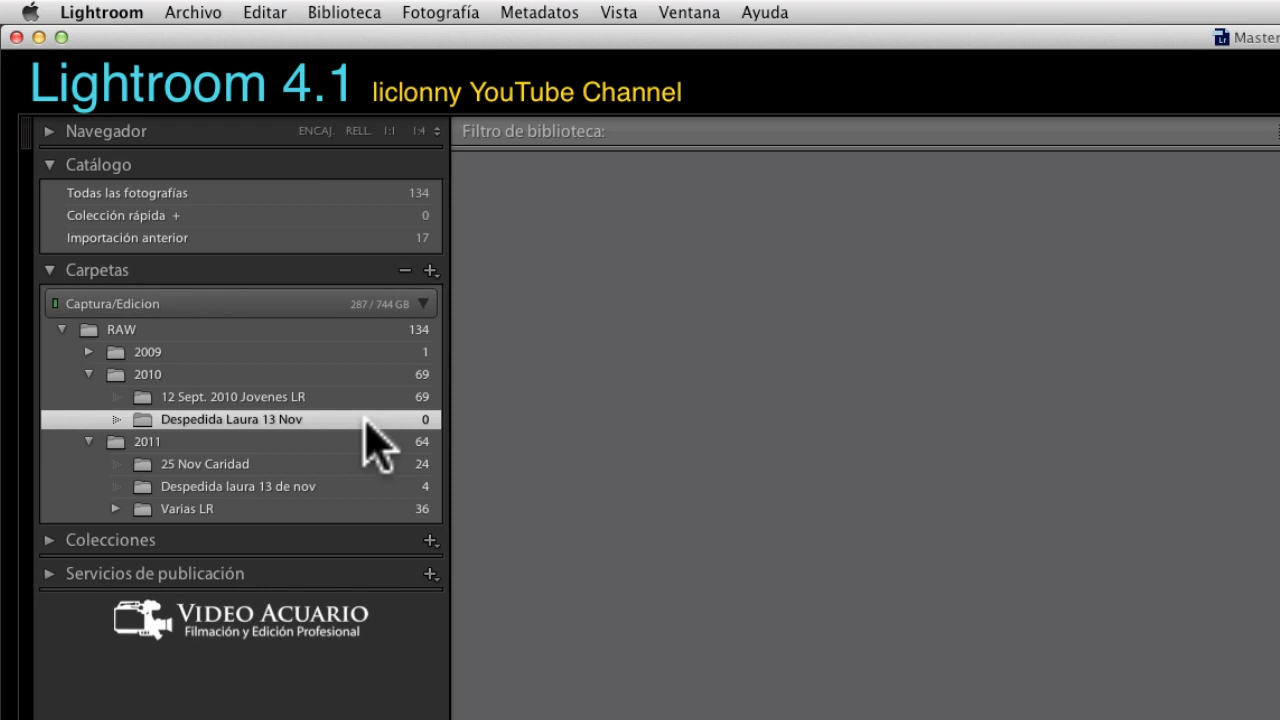 Lightroom Archivo Editar Biblioteca Fotografía Metadatos Vista Ventana Ayuda
Lr Master
Lightroom 4.1 liclonny YouTube Channel
Navegador ENCAJ. RELL. 1:1 1:4
Filtro de biblioteca:
Catálogo
Todas las fotografías 134
Colección rápida + 0
Importación anterior 17
Carpetas
Captura/Edicion 287 / 744 GB
RAW 134
2009 1
2010 69
12 Sept. 2010 Jovenes LR 69
Despedida Laura 13 Nov 0
2011 64
25 Nov Caridad 24
Despedida laura 13 de nov 4
Varias LR 36
Colecciones
Servicios de publicación
VIDEO ACUARIO
Filmación y Edición Profesional